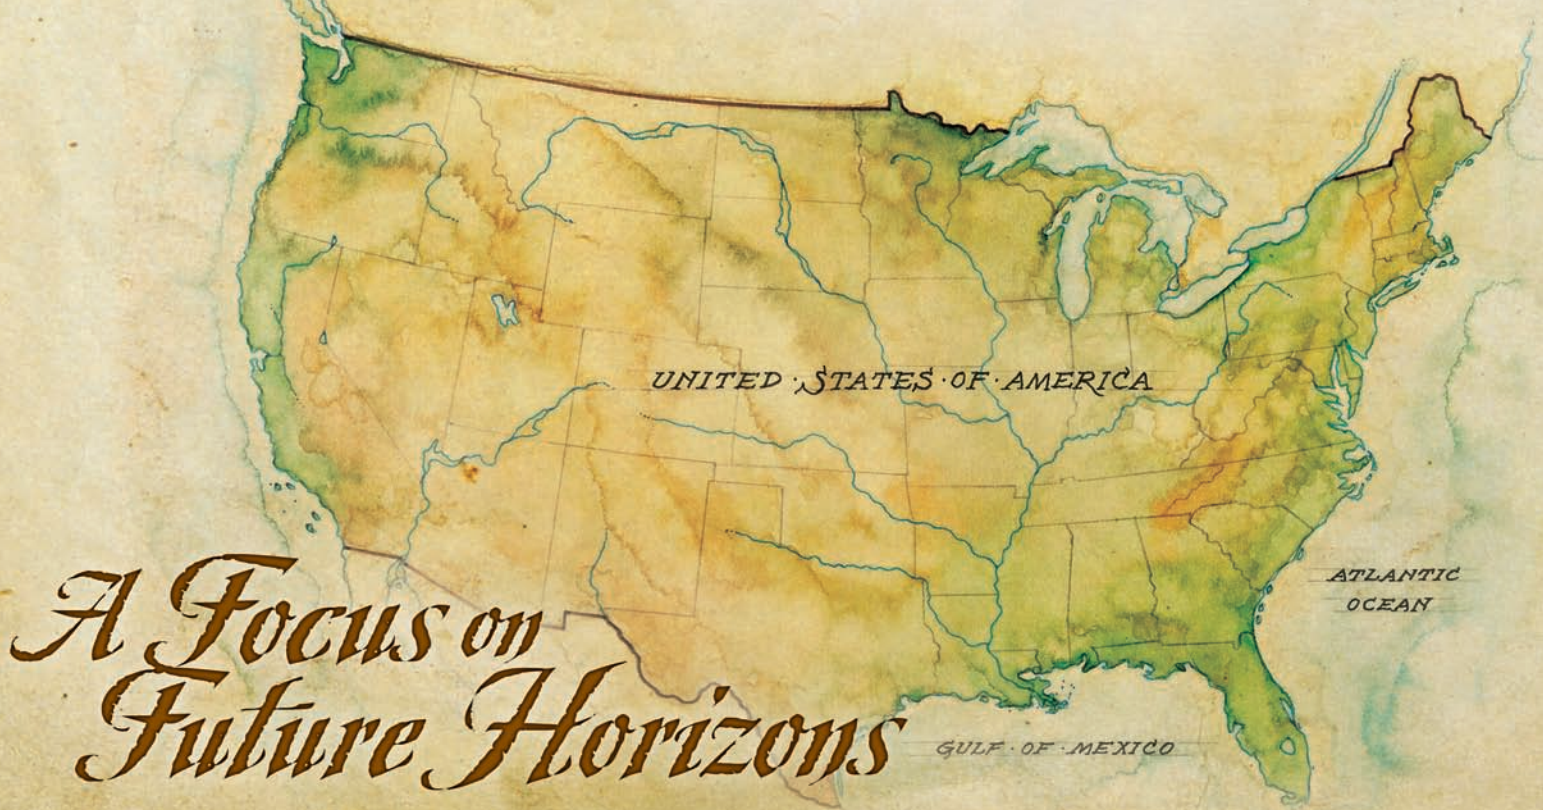 UNITED · STATES · OF · AMERICA
ATLANTIC
OCEAN
A Focus on
Future Horizons
GULF · OF · MEXICO